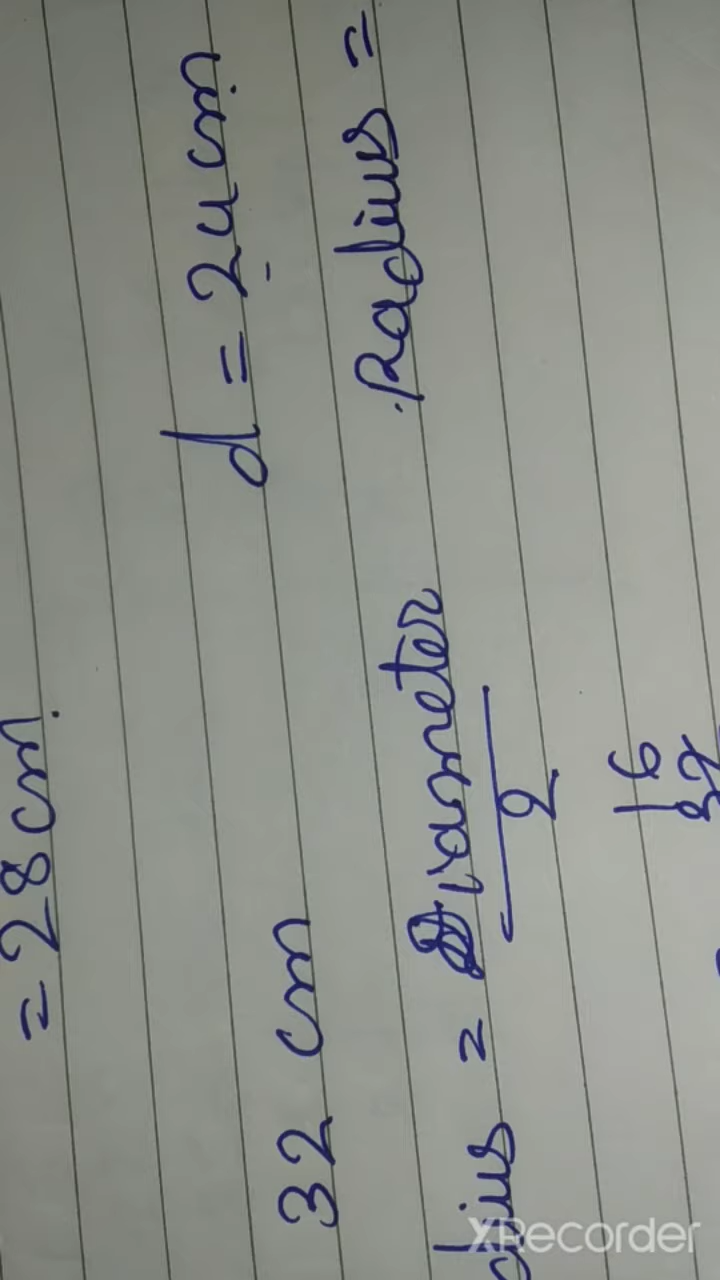 = 28 cm.
32 cm d = 24 cm
dius = Diameter Radius =
2
16
32
XRecorder